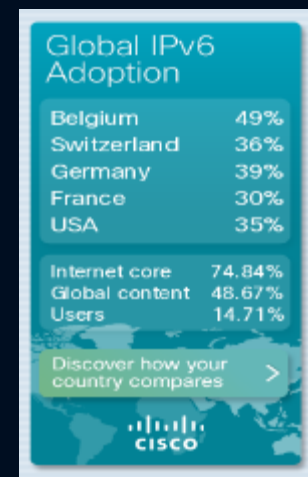 Global IPv6
Adoption
Belgium 49%
Switzerland 36%
Germany 39%
France 30%
USA 35%
Internet core 74.84%
Global content 48.67%
Users 14.71%
Discover how your
country compares >
CISCO